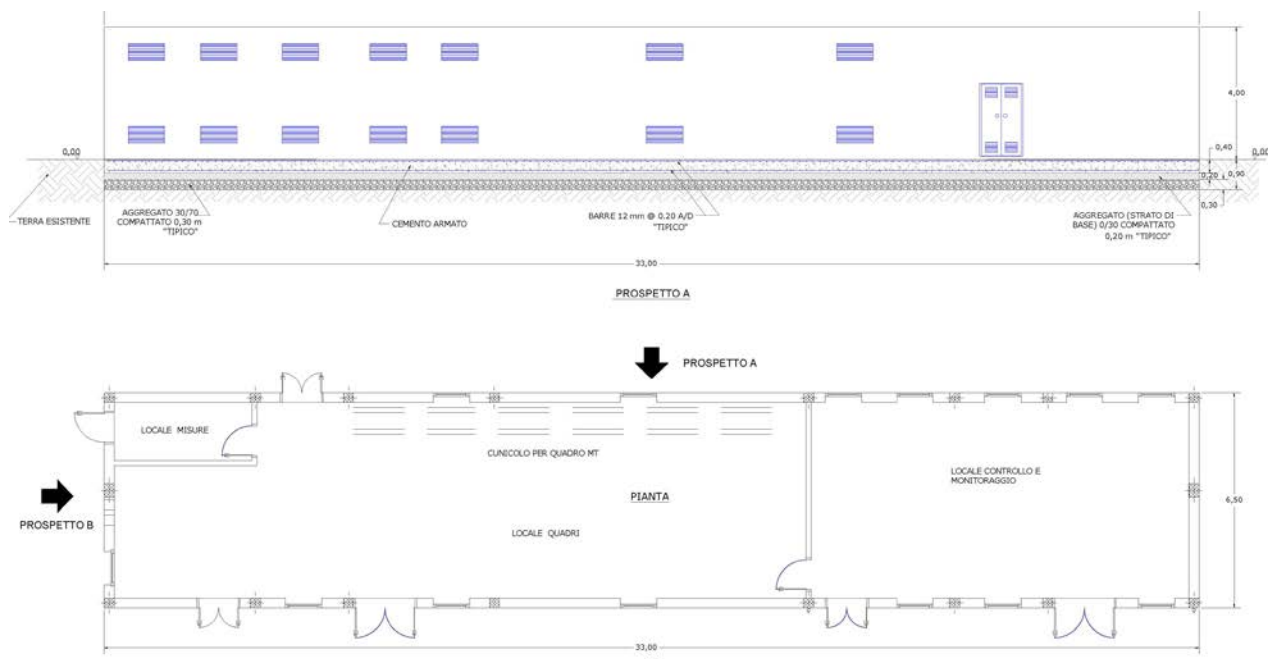 4,00
0,00
0,00
0,40
0,20
0,90
0,30
TERRA ESISTENTE
AGGREGATO 30/70
COMPATTATO 0,30 m
"TIPICO"
CEMENTO ARMATO
BARRE 12 mm @ 0.20 A/D
"TIPICO"
AGGREGATO (STRATO DI
BASE) 0/30 COMPATTATO
0,20 m "TIPICO"
33,00
PROSPETTO A
PROSPETTO A
LOCALE MISURE
CUNICOLO PER QUADRO MT
LOCALE CONTROLLO E
MONITORAGGIO
PIANTA
6,50
PROSPETTO B
LOCALE QUADRI
33,00